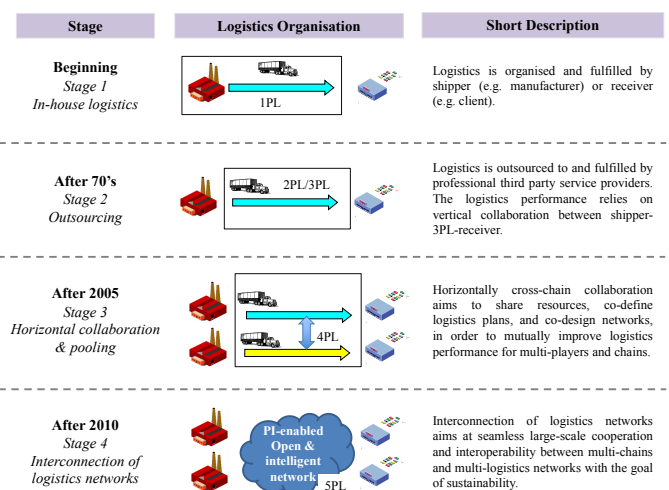 Stage
Logistics Organisation
Short Description
Beginning
Stage 1
In-house logistics
1PL
Logistics is organised and fulfilled by
shipper (e.g. manufacturer) or receiver
(e.g. client).
After 70's
Stage 2
Outsourcing
2PL/3PL
Logistics is outsourced to and fulfilled by
professional third party service providers.
The logistics performance relies on
vertical collaboration between shipper-
3PL-receiver.
After 2005
Stage 3
Horizontal collaboration
& pooling
4PL
Horizontally cross-chain collaboration
aims to share resources, co-define
logistics plans, and co-design networks,
in order to mutually improve logistics
performance for multi-players and chains.
After 2010
Stage 4
Interconnection of
logistics networks
PI-enabled
Open &
intelligent
network
5PL
Interconnection of logistics networks
aims at seamless large-scale cooperation
and interoperability between multi-chains
and multi-logistics networks with the goal
of sustainability.